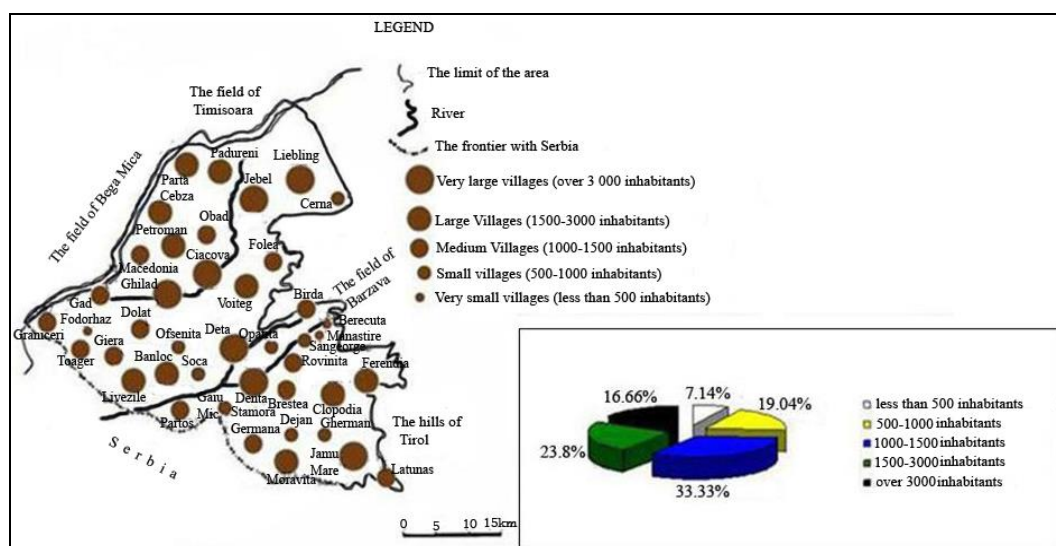 LEGEND
The limit of the area
River
The frontier with Serbia
Very large villages (over 3 000 inhabitants)
Large Villages (1500-3000 inhabitants)
Medium Villages (1000-1500 inhabitants)
Small villages (500-1000 inhabitants)
Very small villages (less than 500 inhabitants)
The field of
Timisoara
The field of Bega Mica
Padureni
Liebling
Parta
Jebel
Cebza
Cerna
Obad
Petroman
Folea
Ciacova
Macedonia
The field of
Barzava
Ghilad
Gad
Voiteg
Birda
Fodorhaz
Dolat
Deta
Berecuta
Graniceri
Ofsenita
Opatita
Manastire
Giera
Sangeorge
Toager
Banloc
Soca
Rovinita
Ferendia
Livezile
Gaiu
Mic
Denta
Stamora
Brestea
Clopodia
The hills of
Tirol
Partos
Dejan
Gherman
Germana
Serbia
Jamu
Mare
Latunas
Moravita
0 5 10 15km
7.14%
16.66%
19.04%
23.8%
33.33%
less than 500 inhabitants
500-1000 inhabitants
1000-1500 inhabitants
1500-3000 inhabitants
over 3000 inhabitants